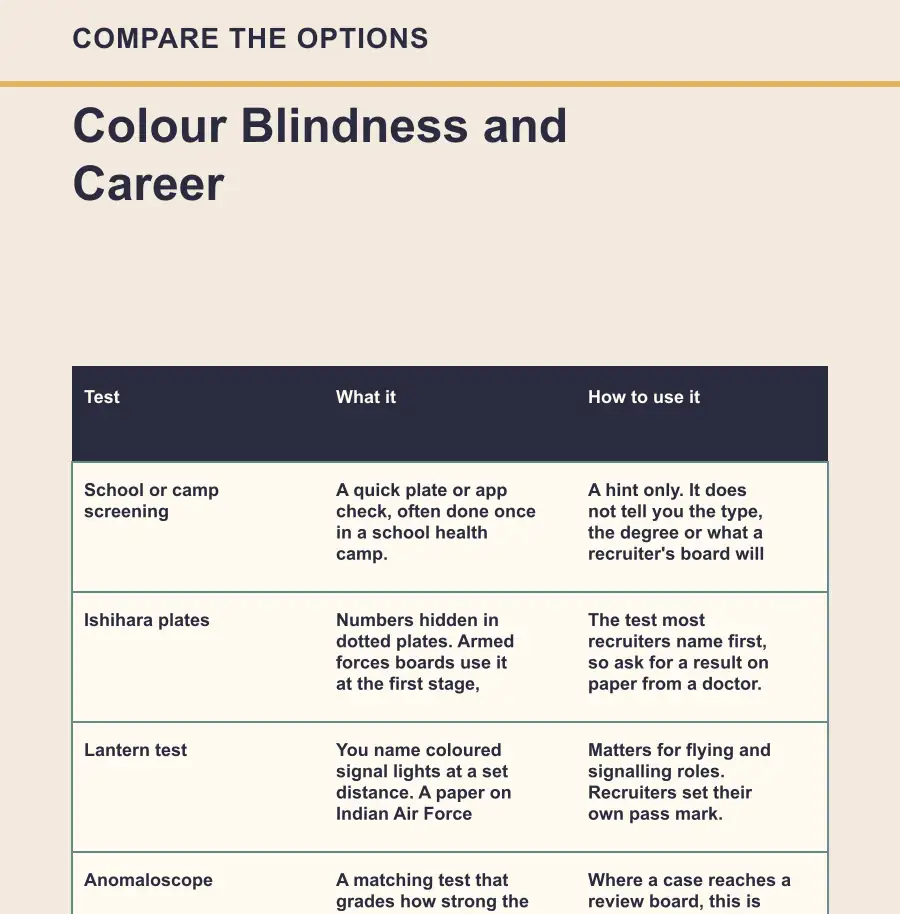 COMPARE THE OPTIONS
Colour Blindness and
Career
Test
What it
How to use it
School or camp
screening
A quick plate or app
check, often done once
in a school health
camp.
A hint only. It does
not tell you the type,
the degree or what a
recruiter's board will
Ishihara plates
Numbers hidden in
dotted plates. Armed
forces boards use it
at the first stage,
The test most
recruiters name first,
so ask for a result on
paper from a doctor.
Lantern test
You name coloured
signal lights at a set
distance. A paper on
Indian Air Force
Matters for flying and
signalling roles.
Recruiters set their
own pass mark.
Anomaloscope
A matching test that
grades how strong the
Where a case reaches a
review board, this is